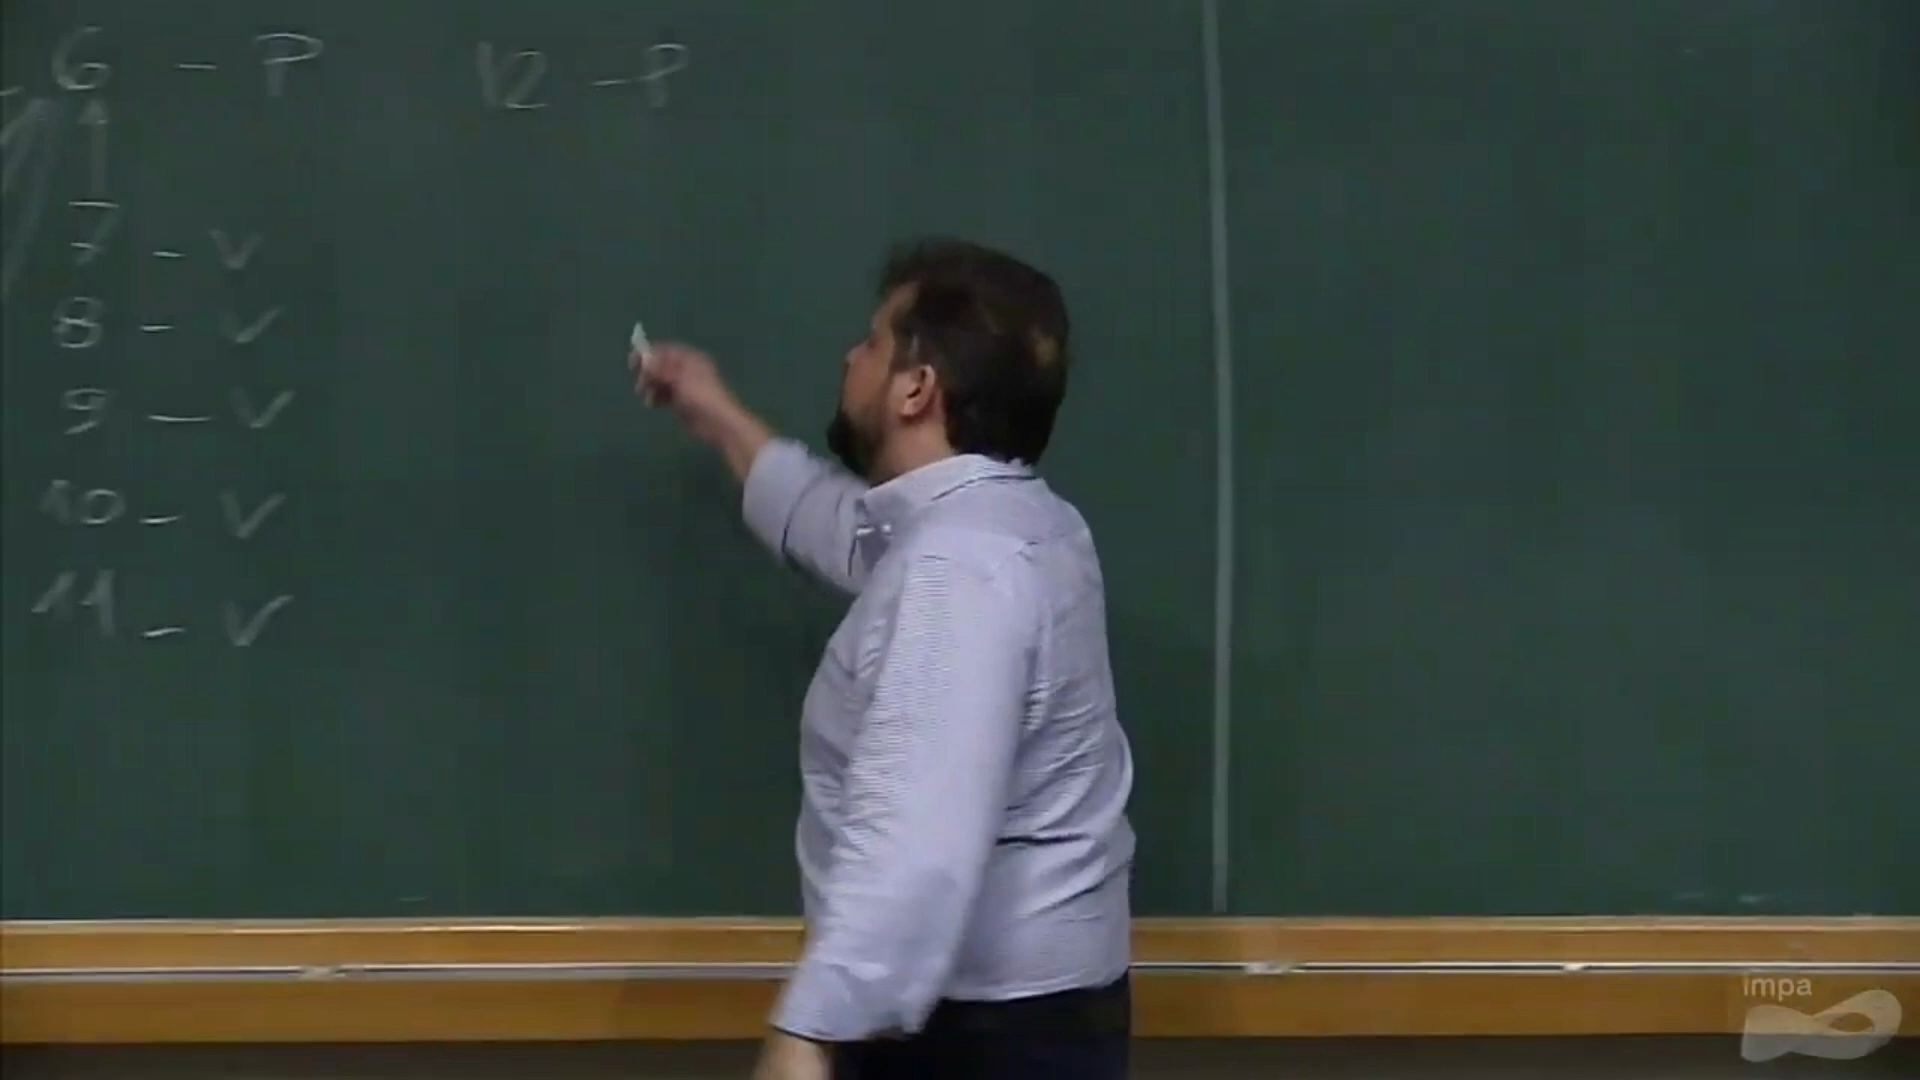 6 - P
7 - V
8 - V
9 - V
10 - V
11 - V
12 - P
impa